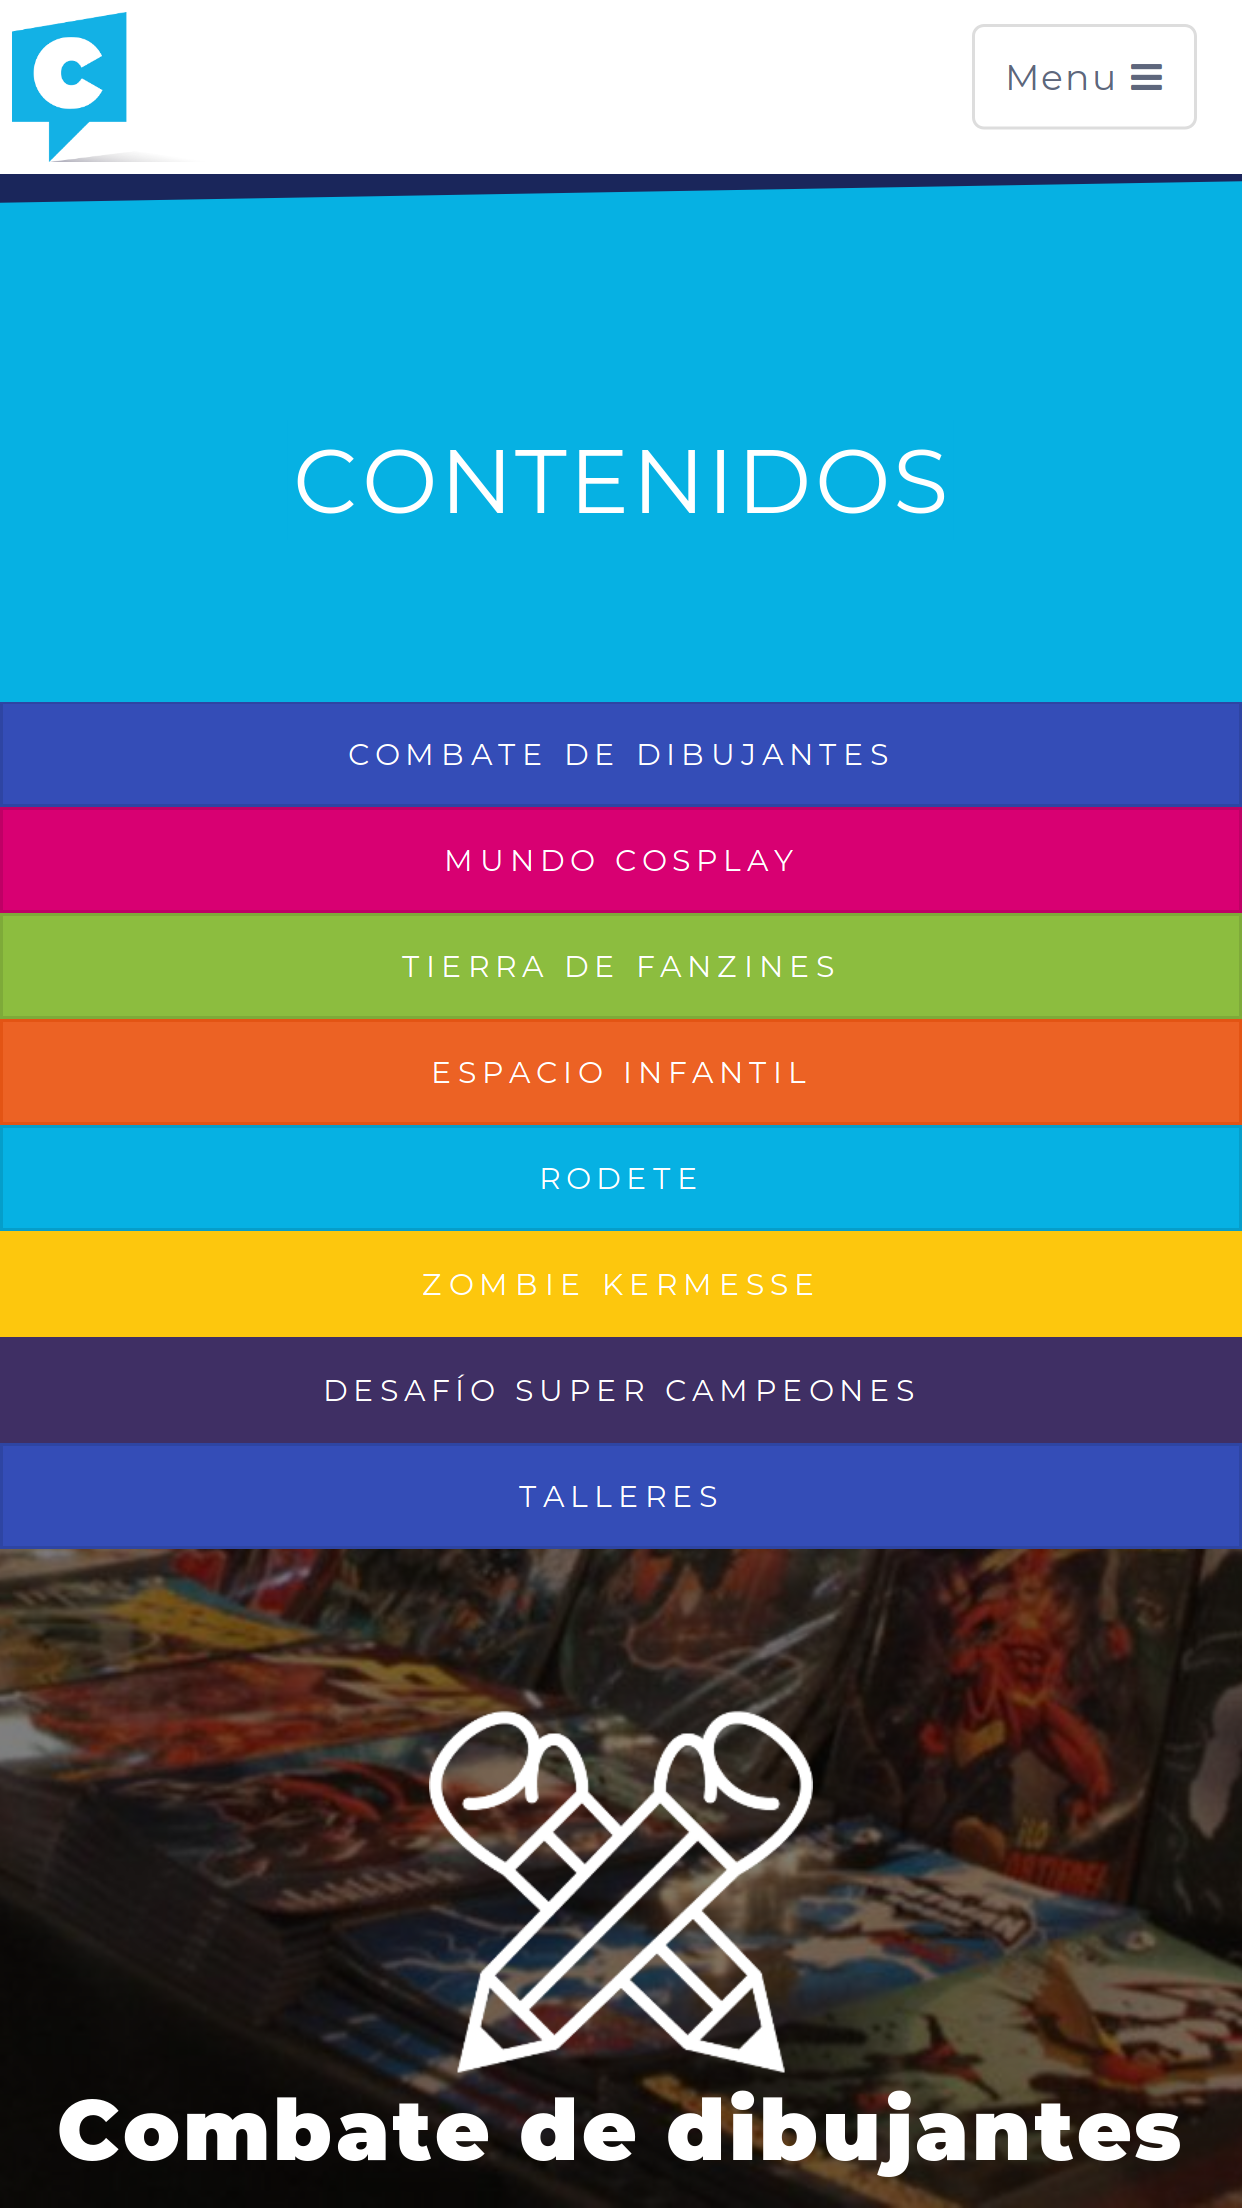 C
Menu
CONTENIDOS
COMBATE DE DIBUJANTES
MUNDO COSPLAY
TIERRA DE FANZINES
ESPACIO INFANTIL
RODETE
ZOMBIE KERMESSE
DESAFÍO SUPER CAMPEONES
TALLERES
Combate de dibujantes